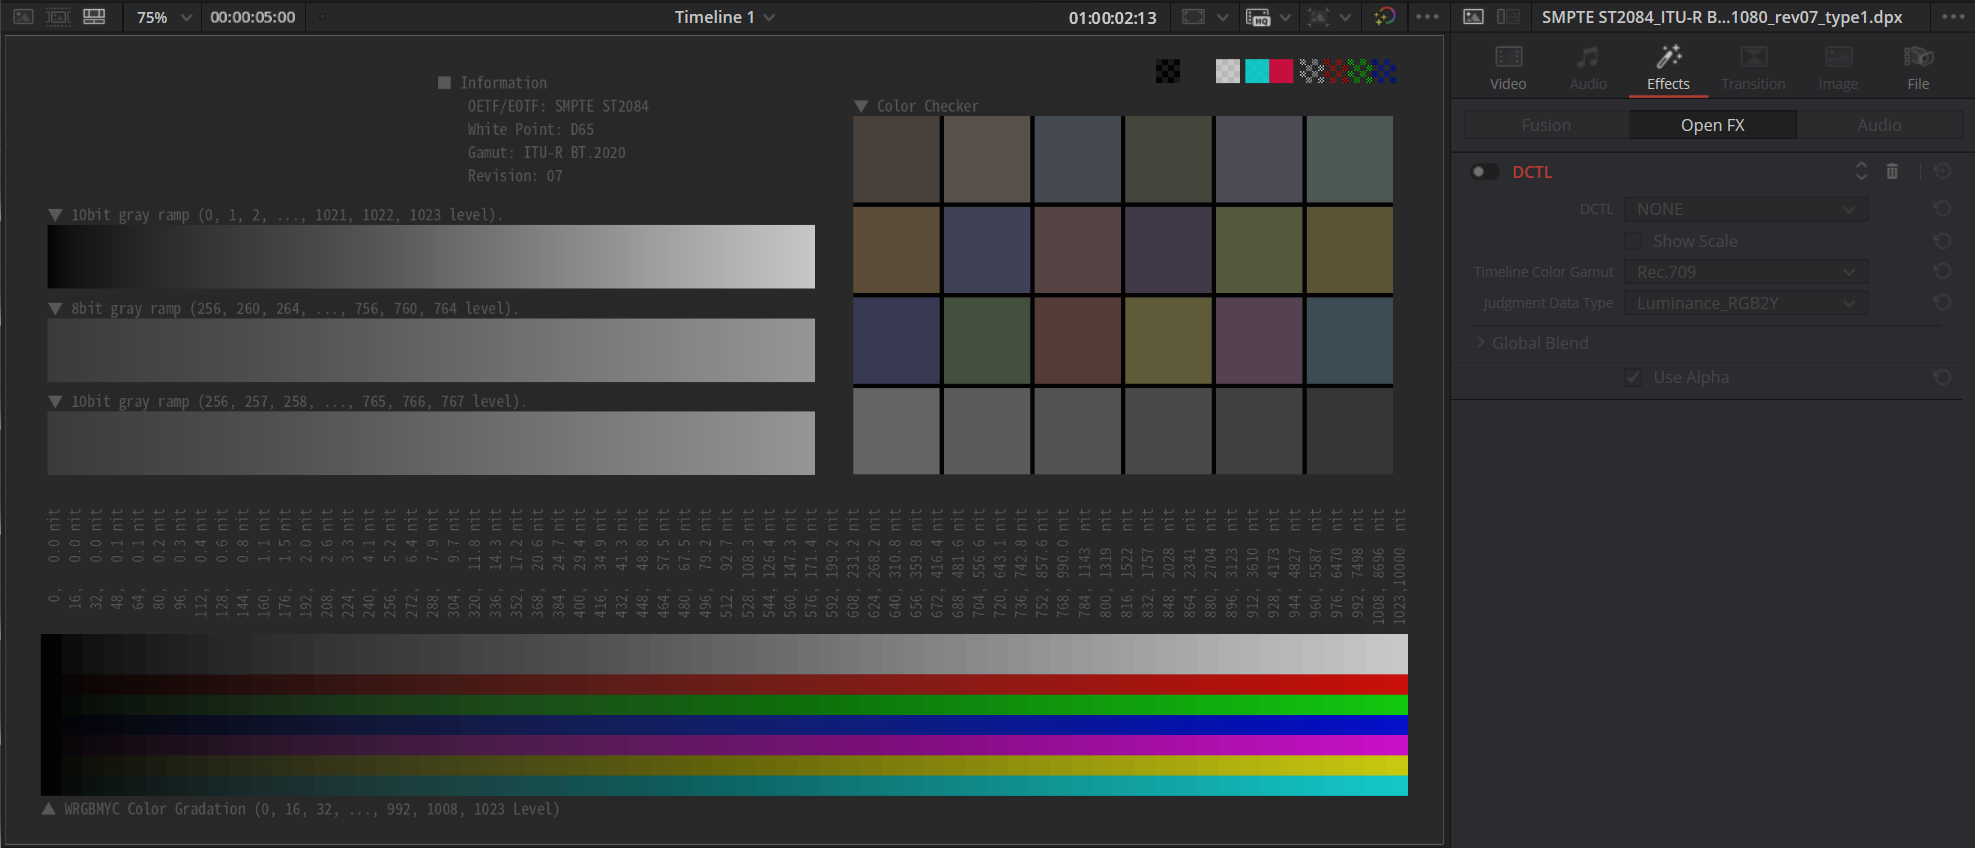 75%
00:00:05:00
Timeline 1
01:00:02:13
HQ
SMPTE ST2084_ITU-R B...1080_rev07_type1.dpx
Video
Audio
Effects
Transition
Image
File
Fusion
Open FX
Audio
DCTL
DCTL
NONE
Show Scale
Timeline Color Gamut
Rec.709
Judgment Data Type
Luminance_RGB2Y
Global Blend
Use Alpha
■ Information
OETF/EOTF: SMPTE ST2084
White Point: D65
Gamut: ITU-R BT.2020
Revision: 07
▼ Color Checker
▼ 10bit gray ramp (0, 1, 2, ..., 1021, 1022, 1023 level).
▼ 8bit gray ramp (256, 260, 264, ..., 756, 760, 764 level).
▼ 10bit gray ramp (256, 257, 258, ..., 765, 766, 767 level).
0, 0.0 nit
16, 0.0 nit
32, 0.0 nit
48, 0.1 nit
64, 0.1 nit
80, 0.2 nit
96, 0.3 nit
112, 0.4 nit
128, 0.6 nit
144, 0.8 nit
160, 1.1 nit
176, 1.5 nit
192, 2.0 nit
208, 2.6 nit
224, 3.3 nit
240, 4.1 nit
256, 5.2 nit
272, 6.4 nit
288, 7.9 nit
304, 9.7 nit
320, 11.8 nit
336, 14.3 nit
352, 17.2 nit
368, 20.6 nit
384, 24.7 nit
400, 29.4 nit
416, 34.9 nit
432, 41.3 nit
448, 48.8 nit
464, 57.5 nit
480, 67.5 nit
496, 79.2 nit
512, 92.7 nit
528, 108.3 nit
544, 126.4 nit
560, 147.3 nit
576, 171.4 nit
592, 199.2 nit
608, 231.2 nit
624, 268.2 nit
640, 310.8 nit
656, 359.8 nit
672, 416.4 nit
688, 481.6 nit
704, 556.6 nit
720, 643.1 nit
736, 742.8 nit
752, 857.6 nit
768, 990.0 nit
784, 1143 nit
800, 1319 nit
816, 1522 nit
832, 1757 nit
848, 2028 nit
864, 2341 nit
880, 2704 nit
896, 3123 nit
912, 3610 nit
928, 4173 nit
944, 4827 nit
960, 5587 nit
976, 6470 nit
992, 7498 nit
1008, 8696 nit
1023,10000 nit
▲ WRGBMYC Color Gradation (0, 16, 32, ..., 992, 1008, 1023 Level)